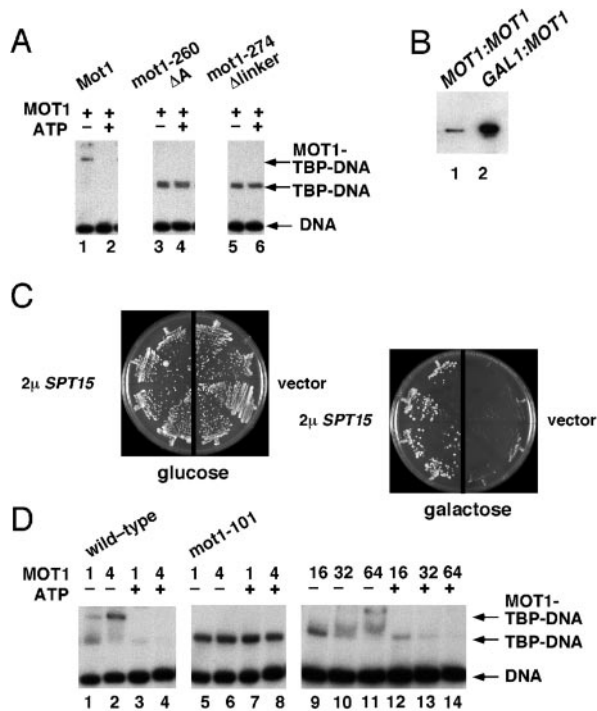 A
Mot1
mot1-260
ΔA
mot1-274
Δlinker
MOT1 + + + + + +
ATP − + − + − +
MOT1-
TBP-DNA
TBP-DNA
DNA
1 2 3 4 5 6
B
MOT1:MOT1
GAL1:MOT1
1 2
C
2μ SPT15
vector
glucose
2μ SPT15
vector
galactose
D
wild–type
mot1-101
MOT1 1 4 1 4 1 4 1 4 16 32 64 16 32 64
ATP − − + + − − + + − − − + + +
MOT1-
TBP-DNA
TBP-DNA
DNA
1 2 3 4 5 6 7 8 9 10 11 12 13 14